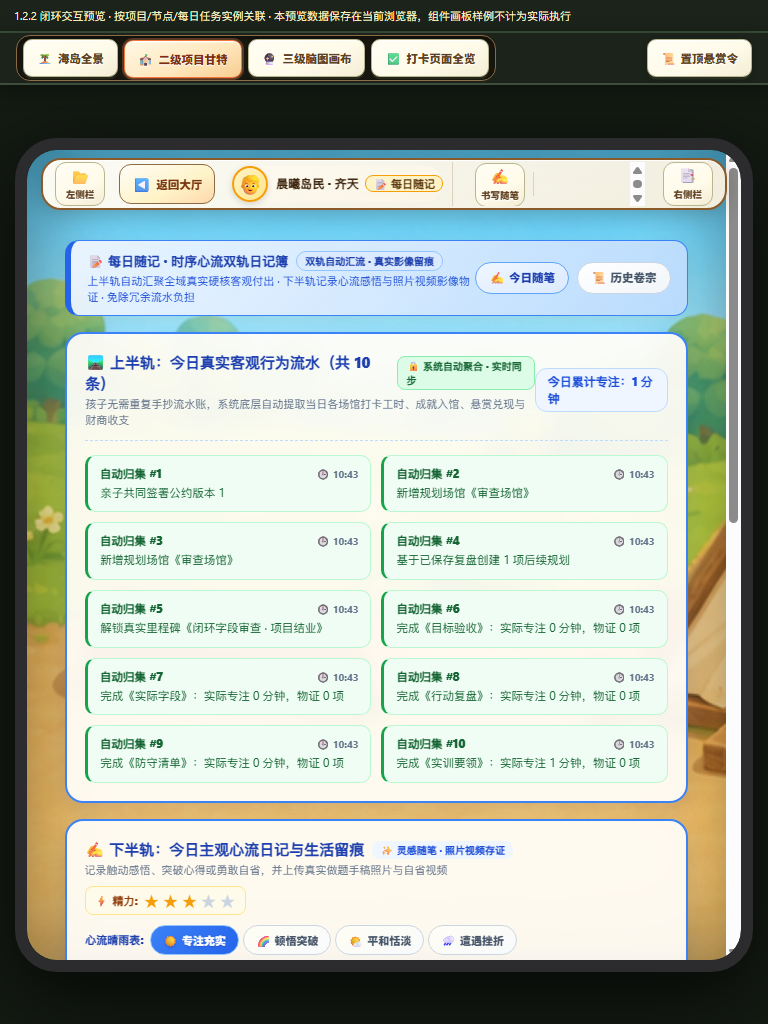 1.2.2 闭环交互预览 · 按项目/节点/每日任务实例关联 · 本预览数据保存在当前浏览器，组件画板样例不计为实际执行
海岛全景
二级项目甘特
三级脑图画布
打卡页面全览
置顶悬赏令
左侧栏
返回大厅
晨曦岛民 · 齐天
每日随记
书写随笔
右侧栏
每日随记 · 时序心流双轨日记簿
双轨自动汇流 · 真实影像留痕
上半轨自动汇聚全域真实硬核客观付出 · 下半轨记录心流感悟与照片视频影像物
证 · 免除冗余流水负担
今日随笔
历史卷宗
上半轨：今日真实客观行为流水（共 10
条）
系统自动聚合 · 实时同
步
今日累计专注：1 分
钟
孩子无需重复手抄流水账，系统底层自动提取当日各场馆打卡工时、成就入馆、悬赏兑现与
财商收支
自动归集 #1
10:43
亲子共同签署公约版本 1
自动归集 #2
10:43
新增规划场馆《审查场馆》
自动归集 #3
10:43
新增规划场馆《审查场馆》
自动归集 #4
10:43
基于已保存复盘创建 1 项后续规划
自动归集 #5
10:43
解锁真实里程碑《闭环字段审查 · 项目结业》
自动归集 #6
10:43
完成《目标验收》：实际专注 0 分钟，物证 0 项
自动归集 #7
10:43
完成《实际字段》：实际专注 0 分钟，物证 0 项
自动归集 #8
10:43
完成《行动复盘》：实际专注 0 分钟，物证 0 项
自动归集 #9
10:43
完成《防守清单》：实际专注 0 分钟，物证 0 项
自动归集 #10
10:43
完成《实训要领》：实际专注 1 分钟，物证 0 项
下半轨：今日主观心流日记与生活留痕
灵感随笔 · 照片视频存证
记录触动感悟、突破心得或勇敢自省，并上传真实做题手稿照片与自省视频
精力:
心流晴雨表:
专注充实
顿悟突破
平和恬淡
遭遇挫折